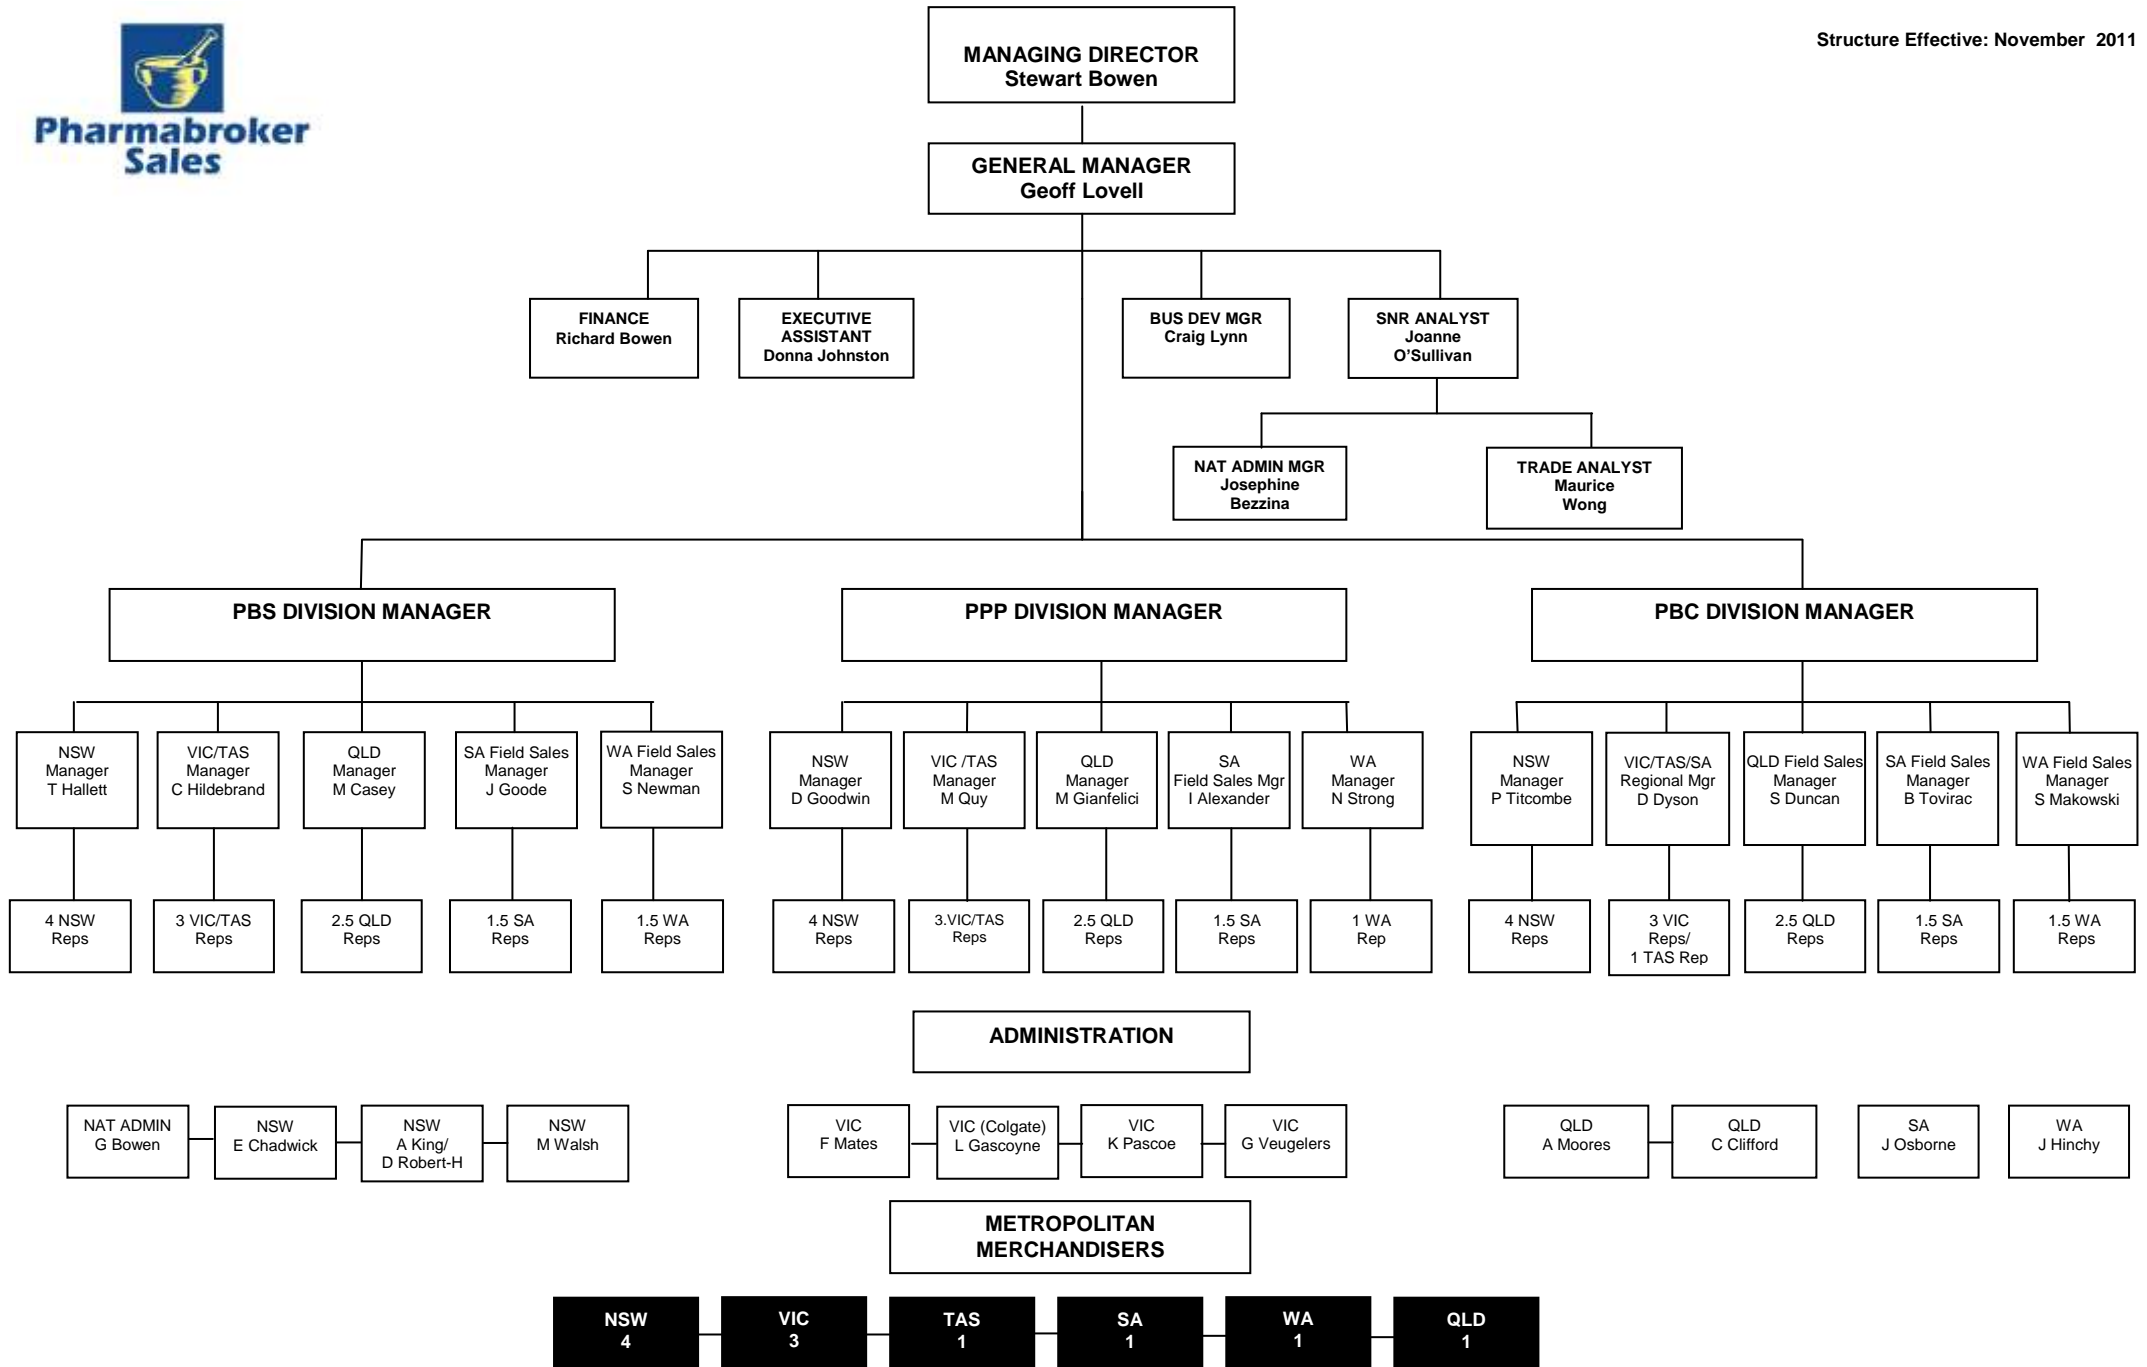 Pharmabroker
Sales
Structure Effective: November 2011
MANAGING DIRECTOR
Stewart Bowen
GENERAL MANAGER
Geoff Lovell
FINANCE
Richard Bowen
EXECUTIVE
ASSISTANT
Donna Johnston
BUS DEV MGR
Craig Lynn
SNR ANALYST
Joanne
O'Sullivan
NAT ADMIN MGR
Josephine
Bezzina
TRADE ANALYST
Maurice
Wong
PBS DIVISION MANAGER
PPP DIVISION MANAGER
PBC DIVISION MANAGER
NSW
Manager
T Hallett
VIC/TAS
Manager
C Hildebrand
QLD
Manager
M Casey
SA Field Sales
Manager
J Goode
WA Field Sales
Manager
S Newman
NSW
Manager
D Goodwin
VIC /TAS
Manager
M Quy
QLD
Manager
M Gianfelici
SA
Field Sales Mgr
I Alexander
WA
Manager
N Strong
NSW
Manager
P Titcombe
VIC/TAS/SA
Regional Mgr
D Dyson
QLD Field Sales
Manager
S Duncan
SA Field Sales
Manager
B Tovirac
WA Field Sales
Manager
S Makowski
4 NSW
Reps
3 VIC/TAS
Reps
2.5 QLD
Reps
1.5 SA
Reps
1.5 WA
Reps
4 NSW
Reps
3.VIC/TAS
Reps
2.5 QLD
Reps
1.5 SA
Reps
1 WA
Rep
4 NSW
Reps
3 VIC
Reps/
1 TAS Rep
2.5 QLD
Reps
1.5 SA
Reps
1.5 WA
Reps
ADMINISTRATION
NAT ADMIN
G Bowen
NSW
E Chadwick
NSW
A King/
D Robert-H
NSW
M Walsh
VIC
F Mates
VIC (Colgate)
L Gascoyne
VIC
K Pascoe
VIC
G Veugelers
QLD
A Moores
QLD
C Clifford
SA
J Osborne
WA
J Hinchy
METROPOLITAN
MERCHANDISERS
NSW
4
VIC
3
TAS
1
SA
1
WA
1
QLD
1